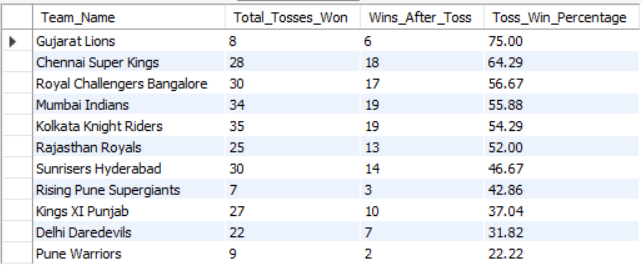 Team_Name Total_Tosses_Won Wins_After_Toss Toss_Win_Percentage
Gujarat Lions 8 6 75.00
Chennai Super Kings 28 18 64.29
Royal Challengers Bangalore 30 17 56.67
Mumbai Indians 34 19 55.88
Kolkata Knight Riders 35 19 54.29
Rajasthan Royals 25 13 52.00
Sunrisers Hyderabad 30 14 46.67
Rising Pune Supergiants 7 3 42.86
Kings XI Punjab 27 10 37.04
Delhi Daredevils 22 7 31.82
Pune Warriors 9 2 22.22